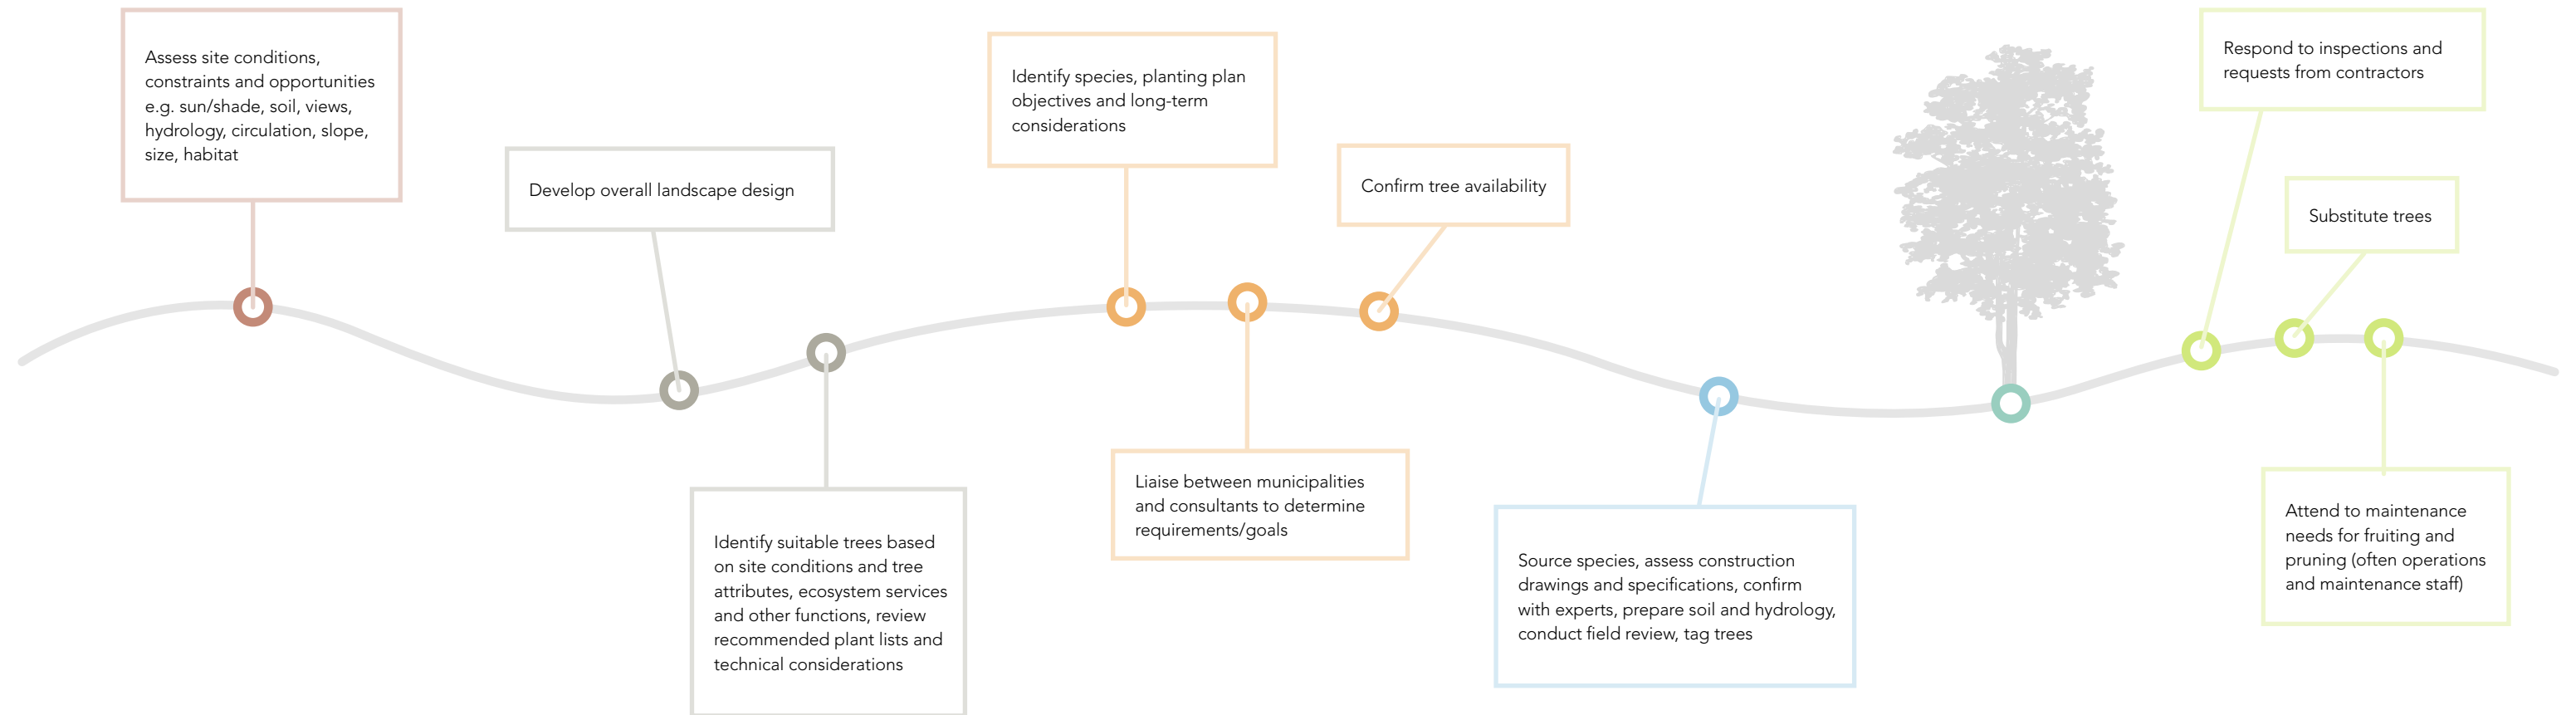 Assess site conditions,
constraints and opportunities
e.g. sun/shade, soil, views,
hydrology, circulation, slope,
size, habitat
Develop overall landscape design
Identify suitable trees based
on site conditions and tree
attributes, ecosystem services
and other functions, review
recommended plant lists and
technical considerations
Identify species, planting plan
objectives and long-term
considerations
Liaise between municipalities
and consultants to determine
requirements/goals
Confirm tree availability
Source species, assess construction
drawings and specifications, confirm
with experts, prepare soil and hydrology,
conduct field review, tag trees
Respond to inspections and
requests from contractors
Substitute trees
Attend to maintenance
needs for fruiting and
pruning (often operations
and maintenance staff)